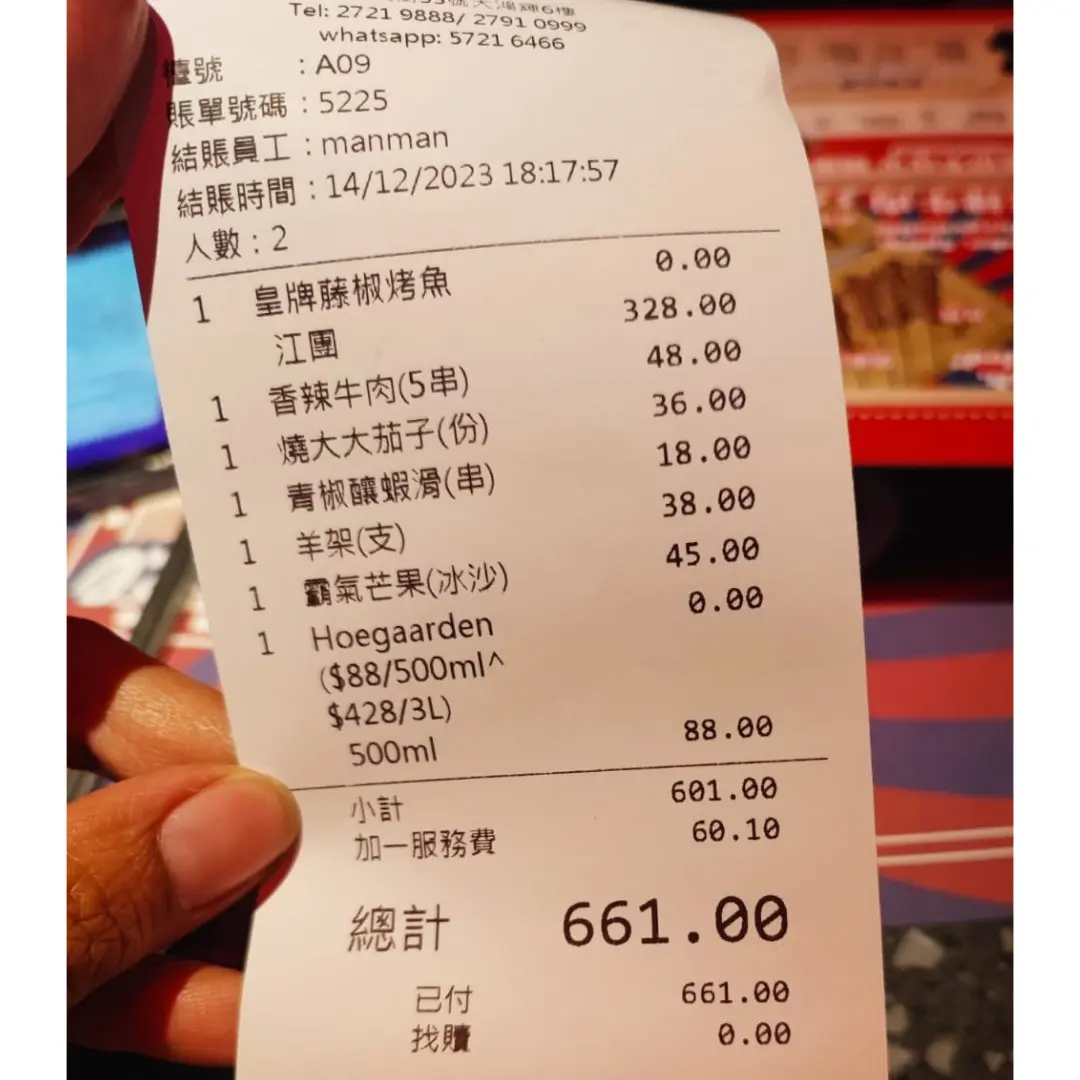 Tel: 2721 9888/ 2791 0999
whatsapp: 5721 6466
檯號 : A09
賬單號碼 : 5225
結賬員工 : manman
結賬時間 : 14/12/2023 18:17:57
人數 : 2
1 皇牌藤椒烤魚 0.00
江團 328.00
1 香辣牛肉(5串) 48.00
1 燒大大茄子(份) 36.00
1 青椒釀蝦滑(串) 18.00
1 羊架(支) 38.00
1 霸氣芒果(冰沙) 45.00
1 Hoegaarden 0.00
($88/500ml^
$428/3L)
500ml 88.00
小計 601.00
加一服務費 60.10
總計 661.00
已付 661.00
找贖 0.00